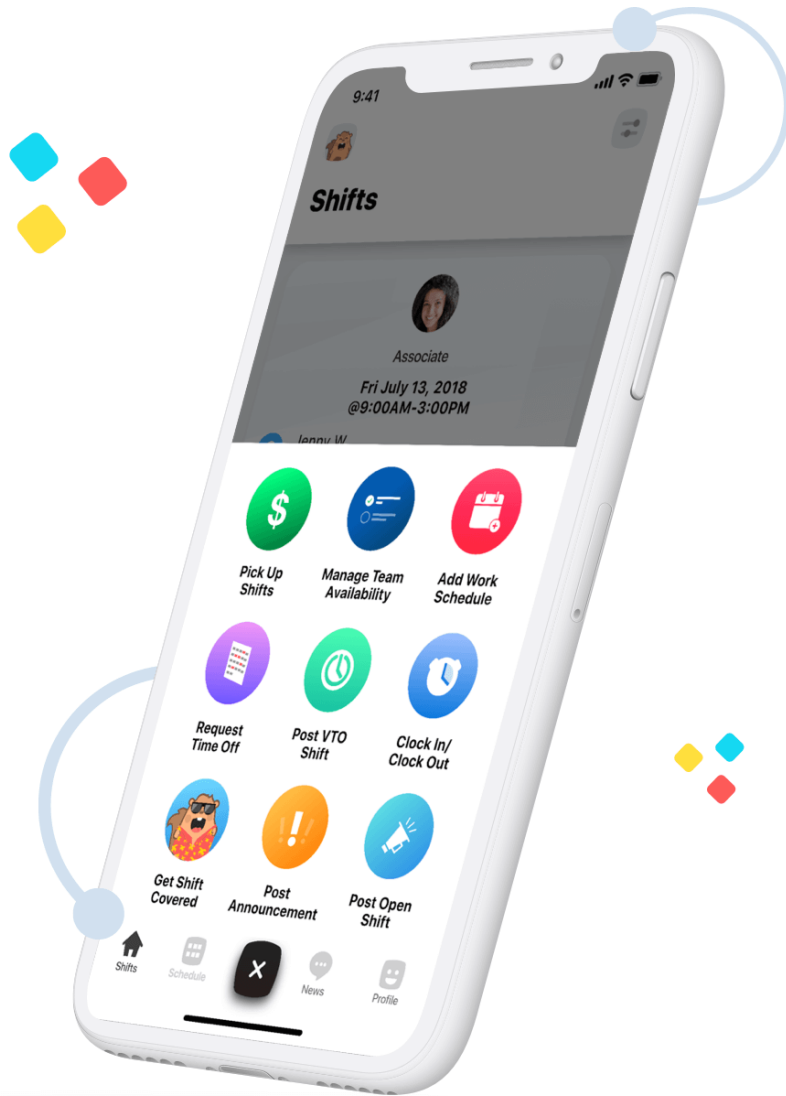 9:41
Shifts
Associate
Fri July 13, 2018
@9:00AM-3:00PM
Jenny W
Pick Up
Shifts
Manage Team
Availability
Add Work
Schedule
Request
Time Off
Post VTO
Shift
Clock In/
Clock Out
Get Shift
Covered
Post
Announcement
Post Open
Shift
Shifts
Schedule
News
Profile